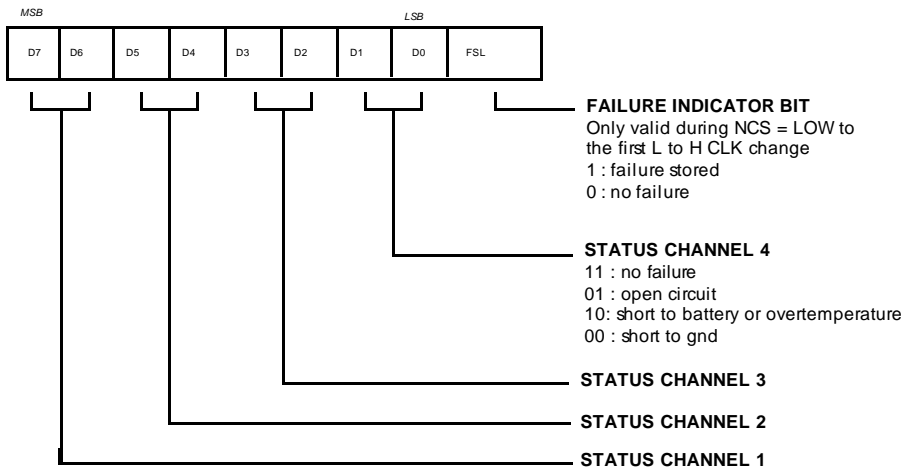 MSB LSB
D7 D6 D5 D4 D3 D2 D1 D0 FSL
FAILURE INDICATOR BIT
Only valid during NCS = LOW to
the first L to H CLK change
1 : failure stored
0 : no failure
STATUS CHANNEL 4
11 : no failure
01 : open circuit
10: short to battery or overtemperature
00 : short to gnd
STATUS CHANNEL 3
STATUS CHANNEL 2
STATUS CHANNEL 1